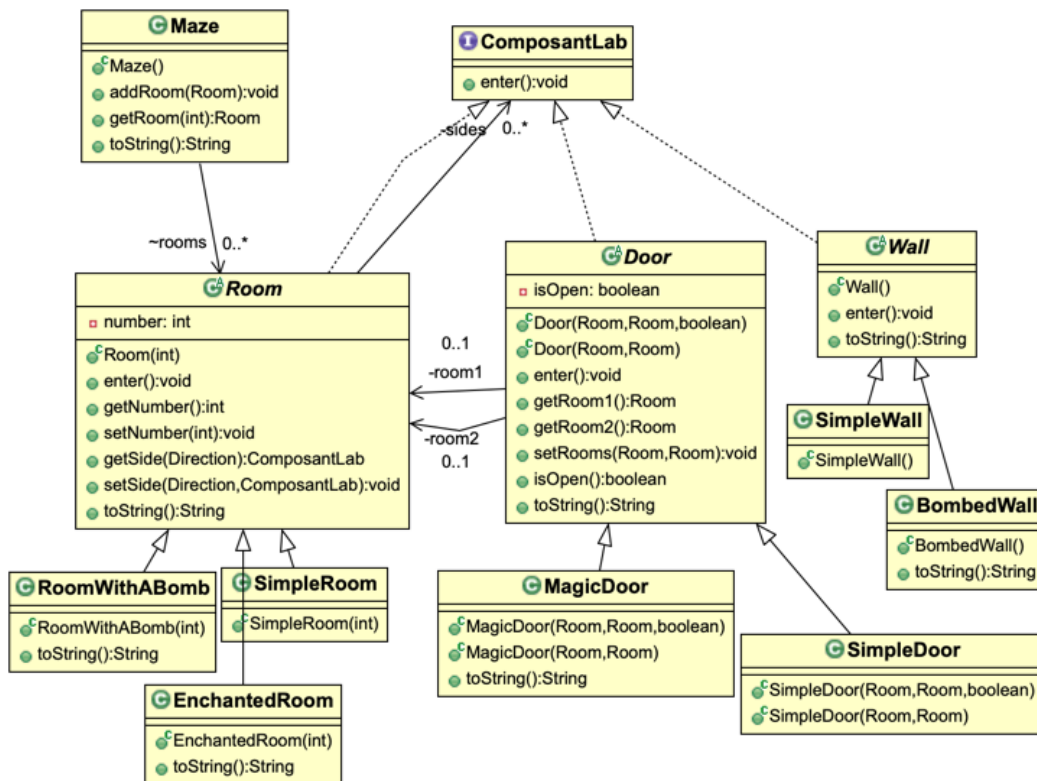 Maze
Maze()
addRoom(Room):void
getRoom(int):Room
toString():String
ComposantLab
enter():void
-sides 0..*
~rooms 0..*
Room
number: int
Room(int)
enter():void
getNumber():int
setNumber(int):void
getSide(Direction):ComposantLab
setSide(Direction,ComposantLab):void
toString():String
0..1
-room1
-room2
0..1
Door
isOpen: boolean
Door(Room,Room,boolean)
Door(Room,Room)
enter():void
getRoom1():Room
getRoom2():Room
setRooms(Room,Room):void
isOpen():boolean
toString():String
Wall
Wall()
enter():void
toString():String
SimpleWall
SimpleWall()
BombedWall
BombedWall()
toString():String
RoomWithABomb
RoomWithABomb(int)
toString():String
SimpleRoom
SimpleRoom(int)
EnchantedRoom
EnchantedRoom(int)
toString():String
MagicDoor
MagicDoor(Room,Room,boolean)
MagicDoor(Room,Room)
toString():String
SimpleDoor
SimpleDoor(Room,Room,boolean)
SimpleDoor(Room,Room)